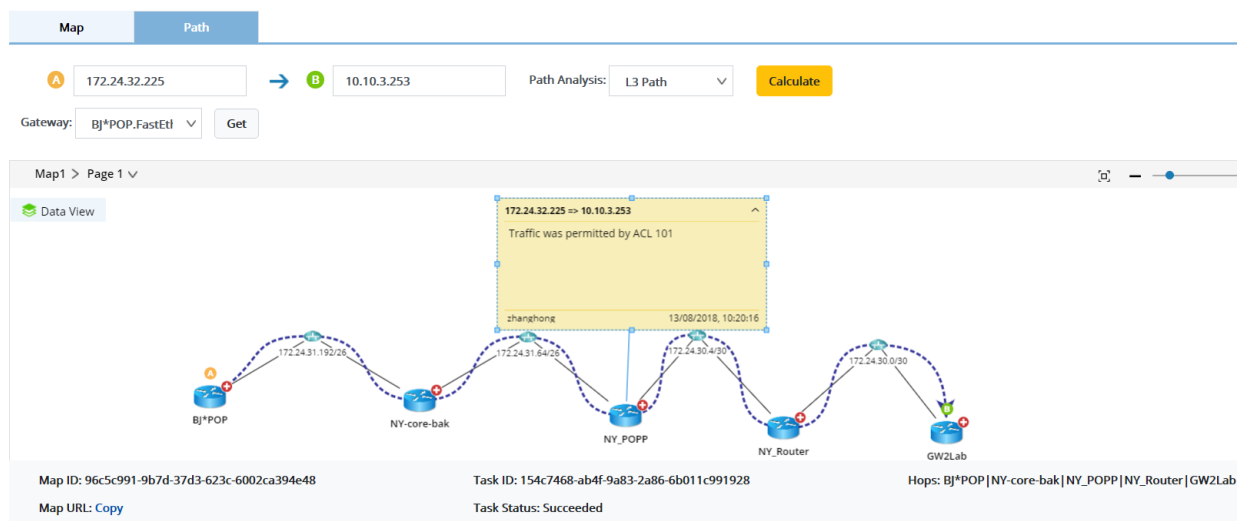 Map Path
A 172.24.32.225 B 10.10.3.253 Path Analysis: L3 Path Calculate
Gateway: BJ*POP.FastEtl Get
Map1 > Page 1
Data View
172.24.32.225 => 10.10.3.253
Traffic was permitted by ACL 101
zhanghong 13/08/2018, 10:20:16
172.24.31.192/26 172.24.31.64/26 172.24.30.4/30 172.24.30.0/30
A
B
BJ*POP
NY-core-bak
NY_POPP
NY_Router
GW2Lab
Map ID: 96c5c991-9b7d-37d3-623c-6002ca394e48 Task ID: 154c7468-ab4f-9a83-2a86-6b011c991928 Hops: BJ*POP|NY-core-bak|NY_POPP|NY_Router|GW2Lab
Map URL: Copy Task Status: Succeeded